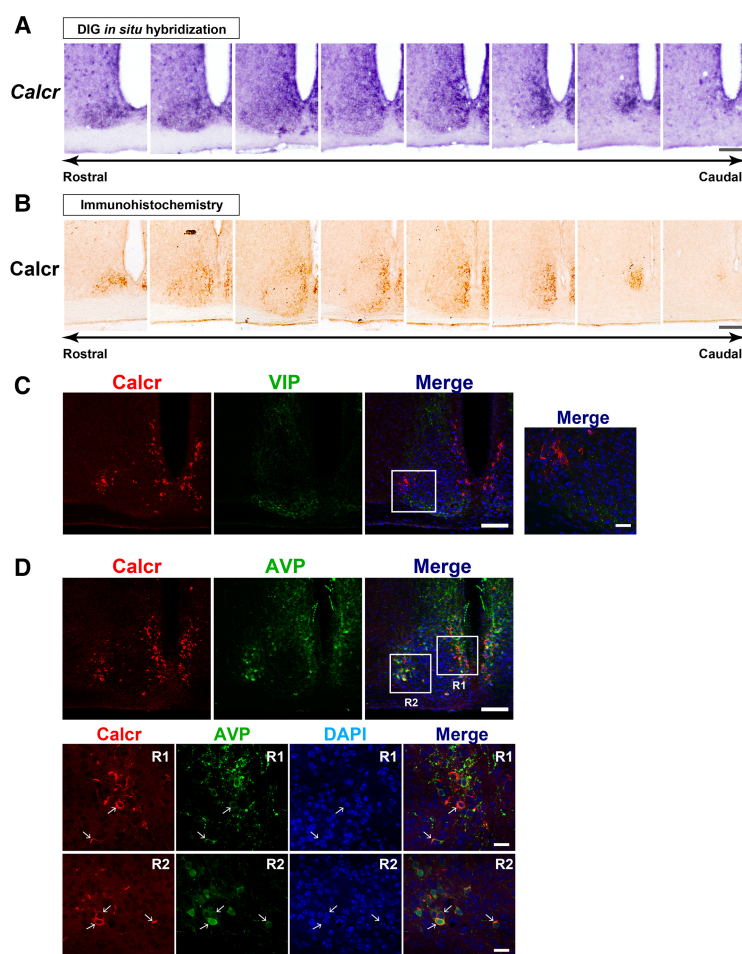 A
DIG in situ hybridization
Calcr
Rostral
Caudal
B
Immunohistochemistry
Calcr
Rostral
Caudal
C
Calcr
VIP
Merge
Merge
D
Calcr
AVP
Merge
R2
R1
Calcr
AVP
DAPI
Merge
R1
R1
R1
R1
R2
R2
R2
R2